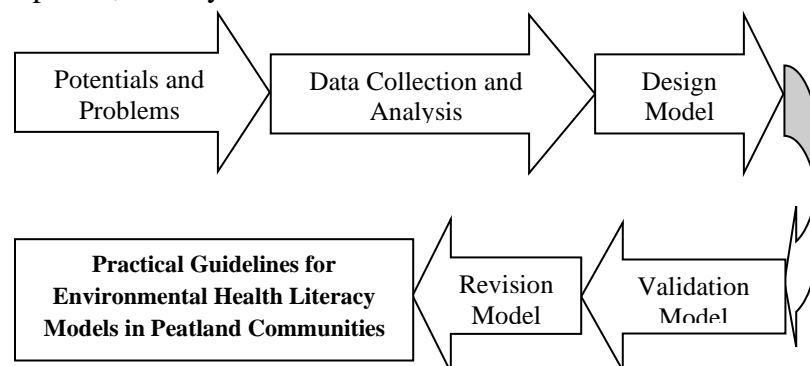 Potentials and
Problems
Data Collection and
Analysis
Design
Model
Practical Guidelines for
Environmental Health Literacy
Models in Peatland Communities
Revision
Model
Validation
Model